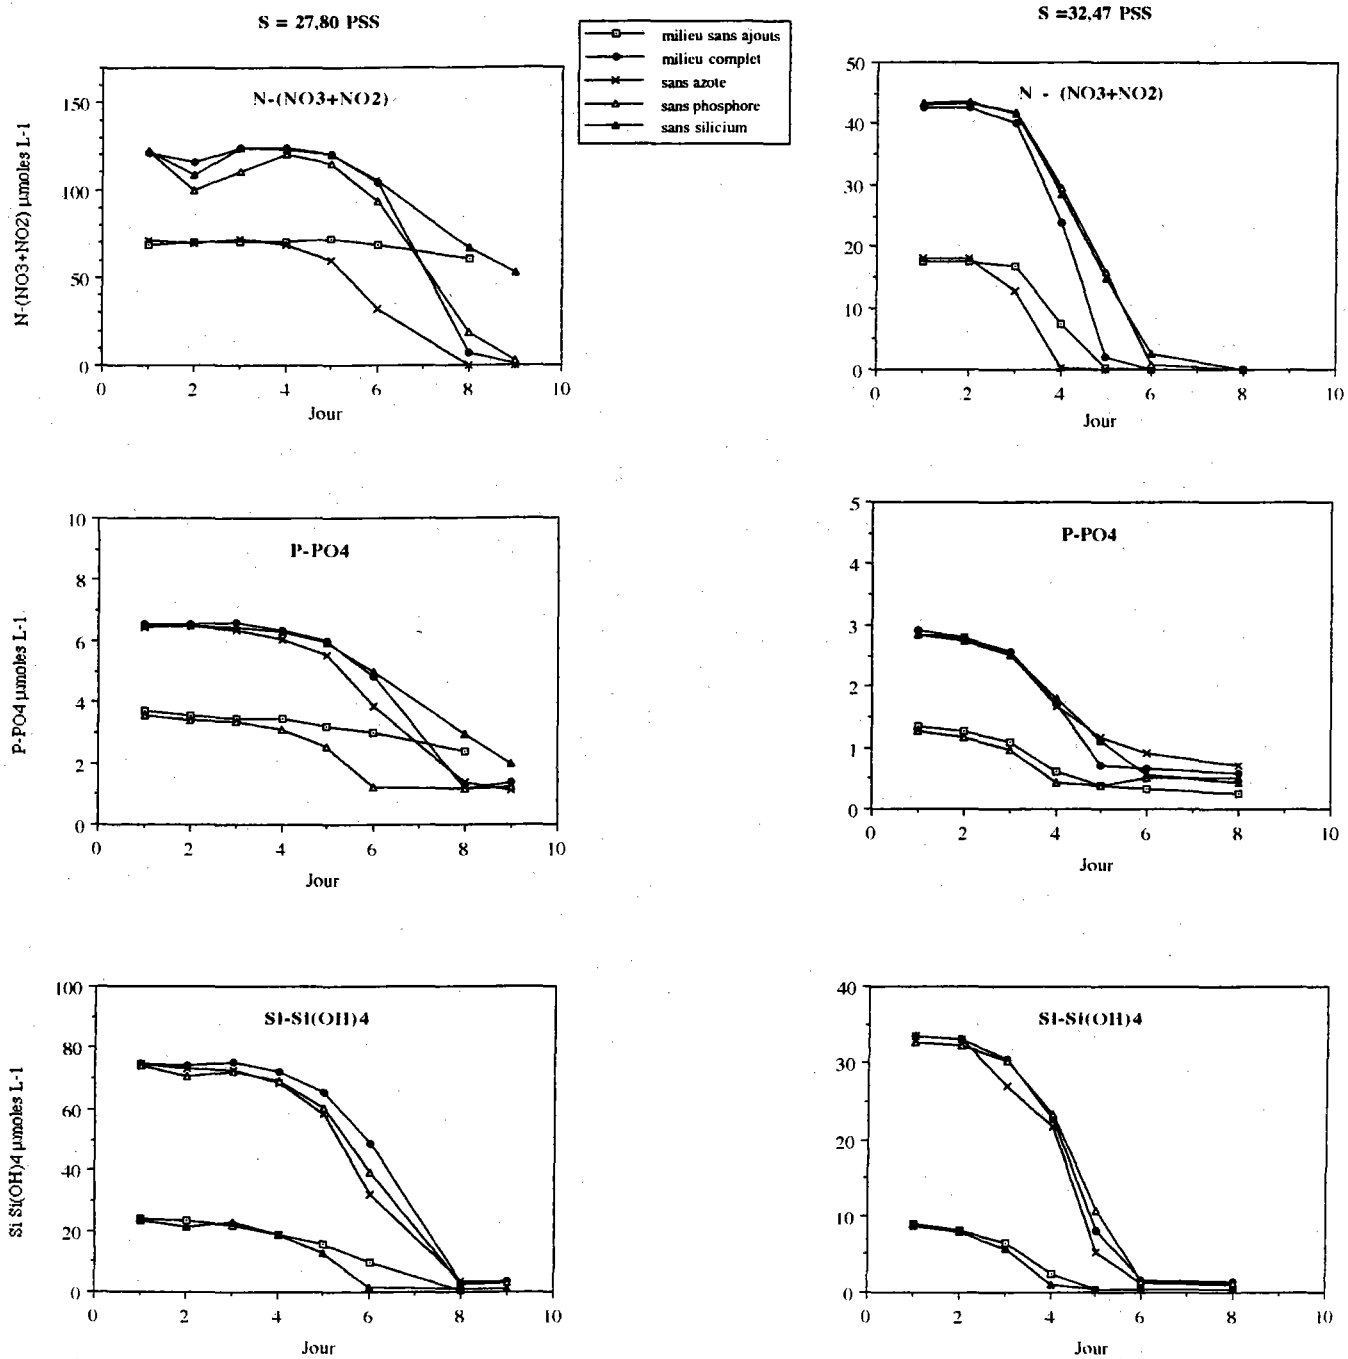 S = 27,80 PSS
S =32,47 PSS
milieu sans ajouts
milieu complet
sans azote
sans phosphore
sans silicium
N-(NO3+NO2)
N-(NO3+NO2) µmoles L-1
150
100
50
0
0 2 4 6 8 10
Jour
N - (NO3+NO2)
50
40
30
20
10
0
0 2 4 6 8 10
Jour
P-PO4
P-PO4 µmoles L-1
10
8
6
4
2
0
0 2 4 6 8 10
Jour
P-PO4
5
4
3
2
1
0
0 2 4 6 8 10
Jour
Si-Si(OH)4
Si Si(OH)4 µmoles L-1
100
80
60
40
20
0
0 2 4 6 8 10
Jour
Si-Si(OH)4
40
30
20
10
0
0 2 4 6 8 10
Jour